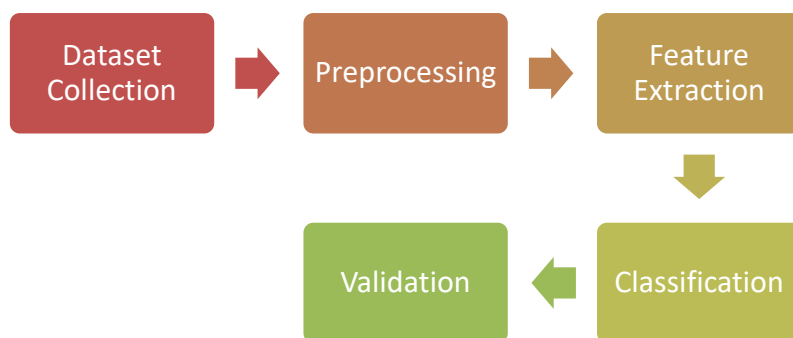 Dataset
Collection
Preprocessing
Feature
Extraction
Validation
Classification